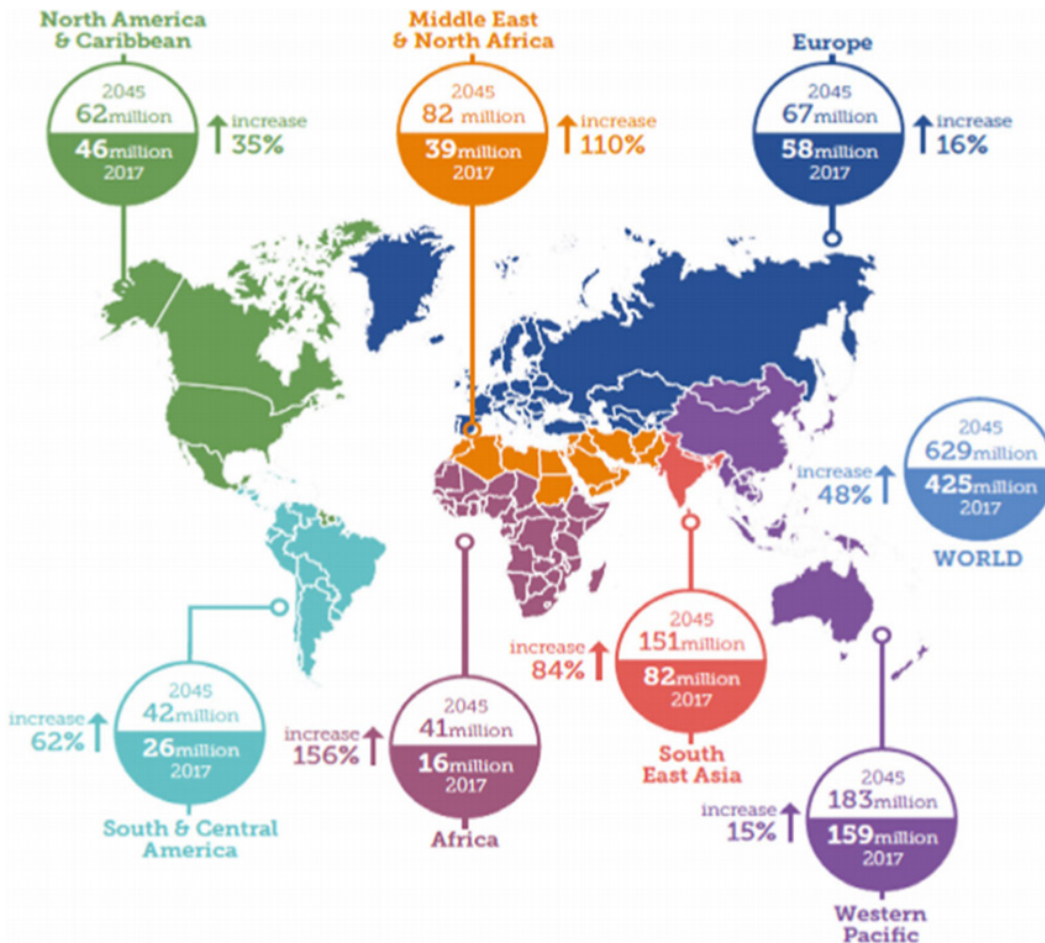 North America
& Caribbean
2045
62million
46million
2017
increase
35%
Middle East
& North Africa
2045
82 million
39million
2017
increase
110%
Europe
2045
67million
58million
2017
increase
16%
2045
629million
425million
2017
increase
48%
WORLD
2045
42million
26million
2017
increase
62%
South & Central
America
2045
41million
16million
2017
increase
156%
Africa
2045
151million
82million
2017
increase
84%
South
East Asia
2045
183million
159million
2017
increase
15%
Western
Pacific